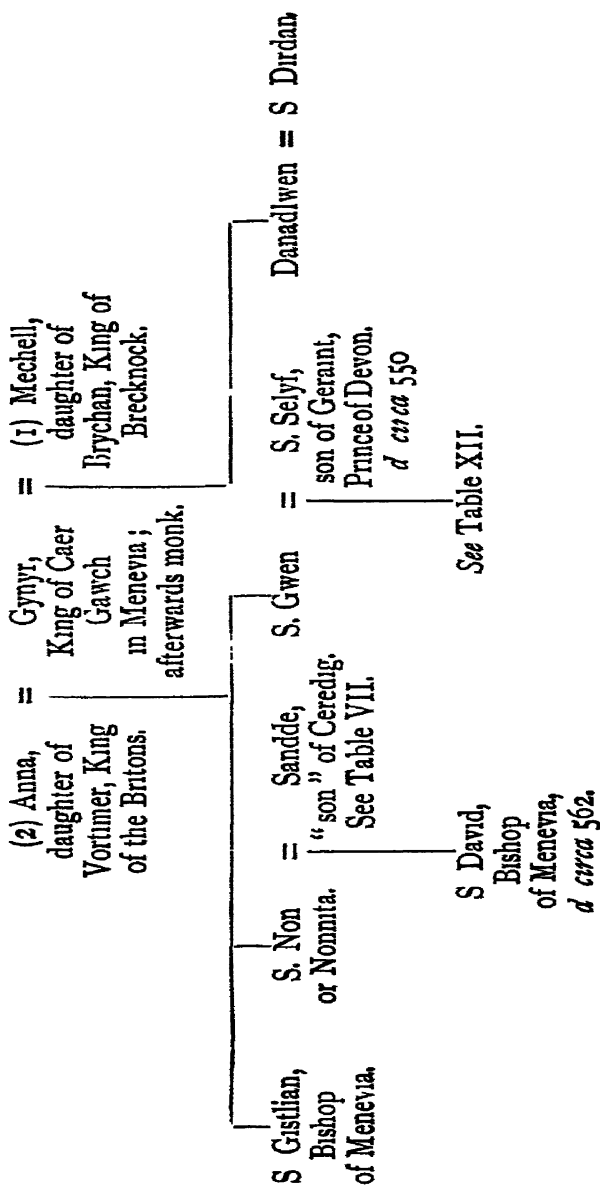 (2) Anna,
daughter of
Vortimer, King
of the Britons.
=
Gynyr,
King of Caer
Gawch
in Menevia;
afterwards monk.
=
(1) Mechell,
daughter of
Brychan, King of
Brecknock.
S Gistlian,
Bishop
of Menevia.
S. Non
or Nonnita.
=
Sandde,
"son" of Ceredig.
See Table VII.
S. Gwen
=
S. Selyf,
son of Geraint,
Prince of Devon.
d circa 550
Danadlwen = S Dirdan.
S David,
Bishop
of Menevia,
d circa 562.
See Table XII.